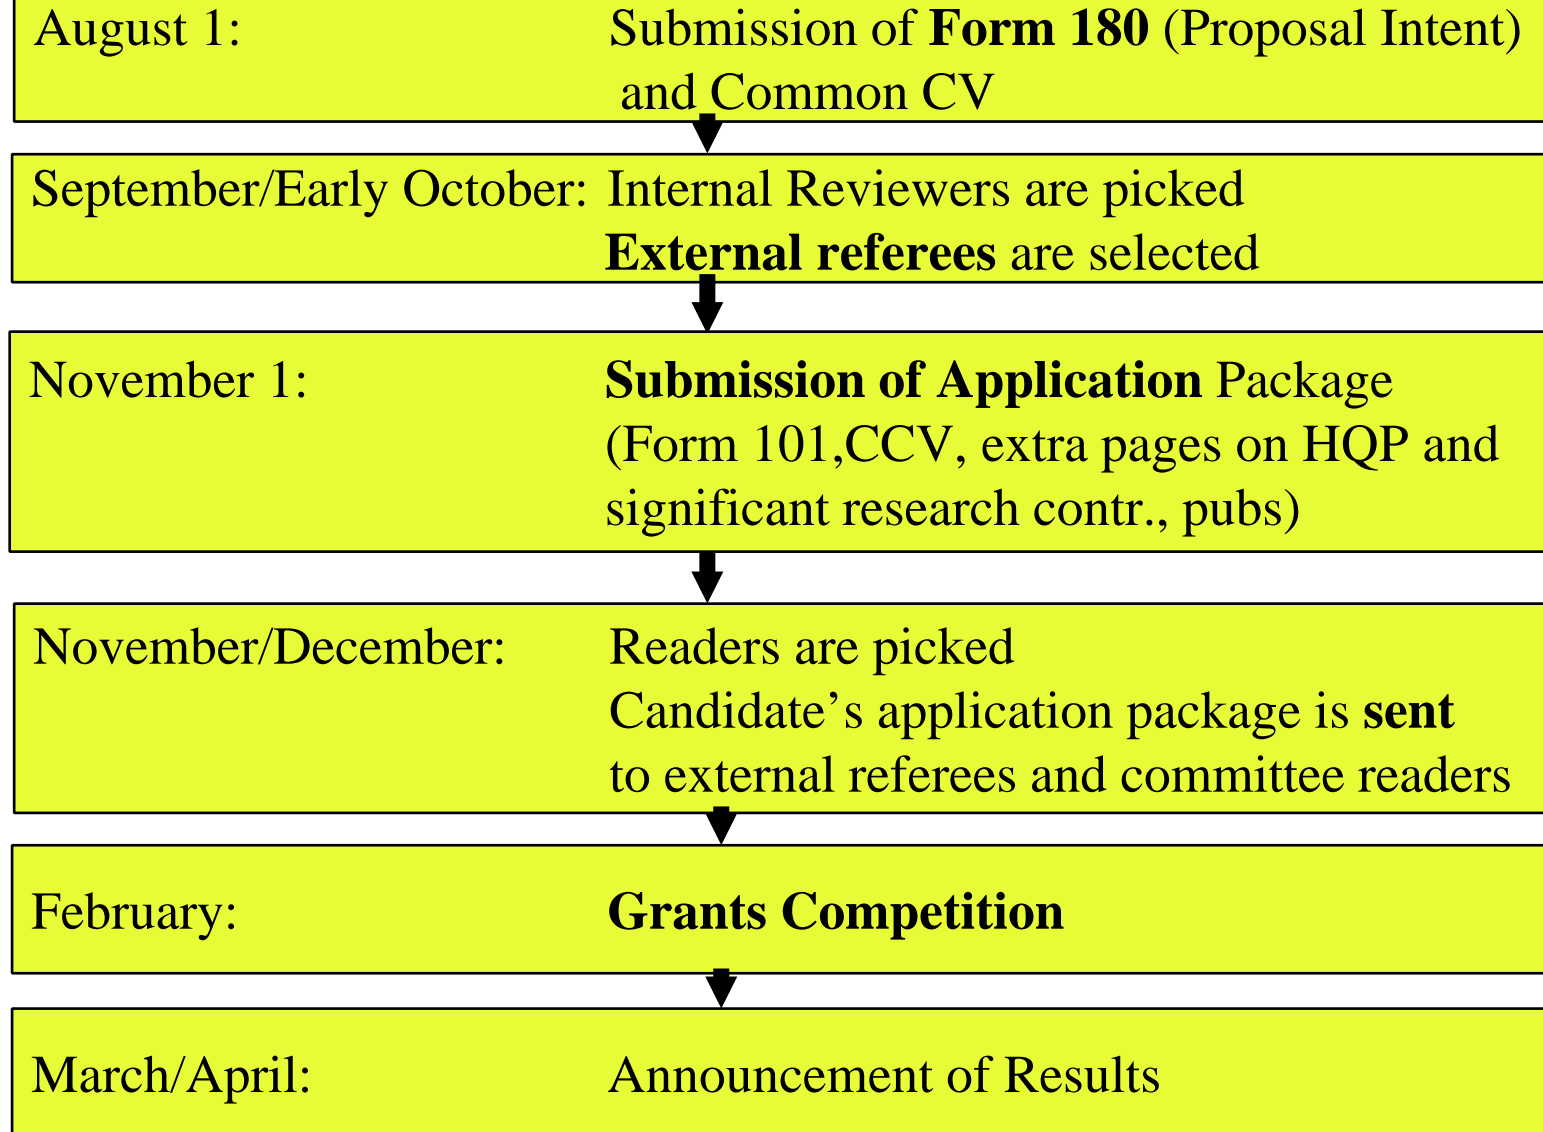 August 1: Submission of Form 180 (Proposal Intent)
and Common CV
September/Early October: Internal Reviewers are picked
External referees are selected
November 1: Submission of Application Package
(Form 101,CCV, extra pages on HQP and
significant research contr., pubs)
November/December: Readers are picked
Candidate’s application package is sent
to external referees and committee readers
February: Grants Competition
March/April: Announcement of Results